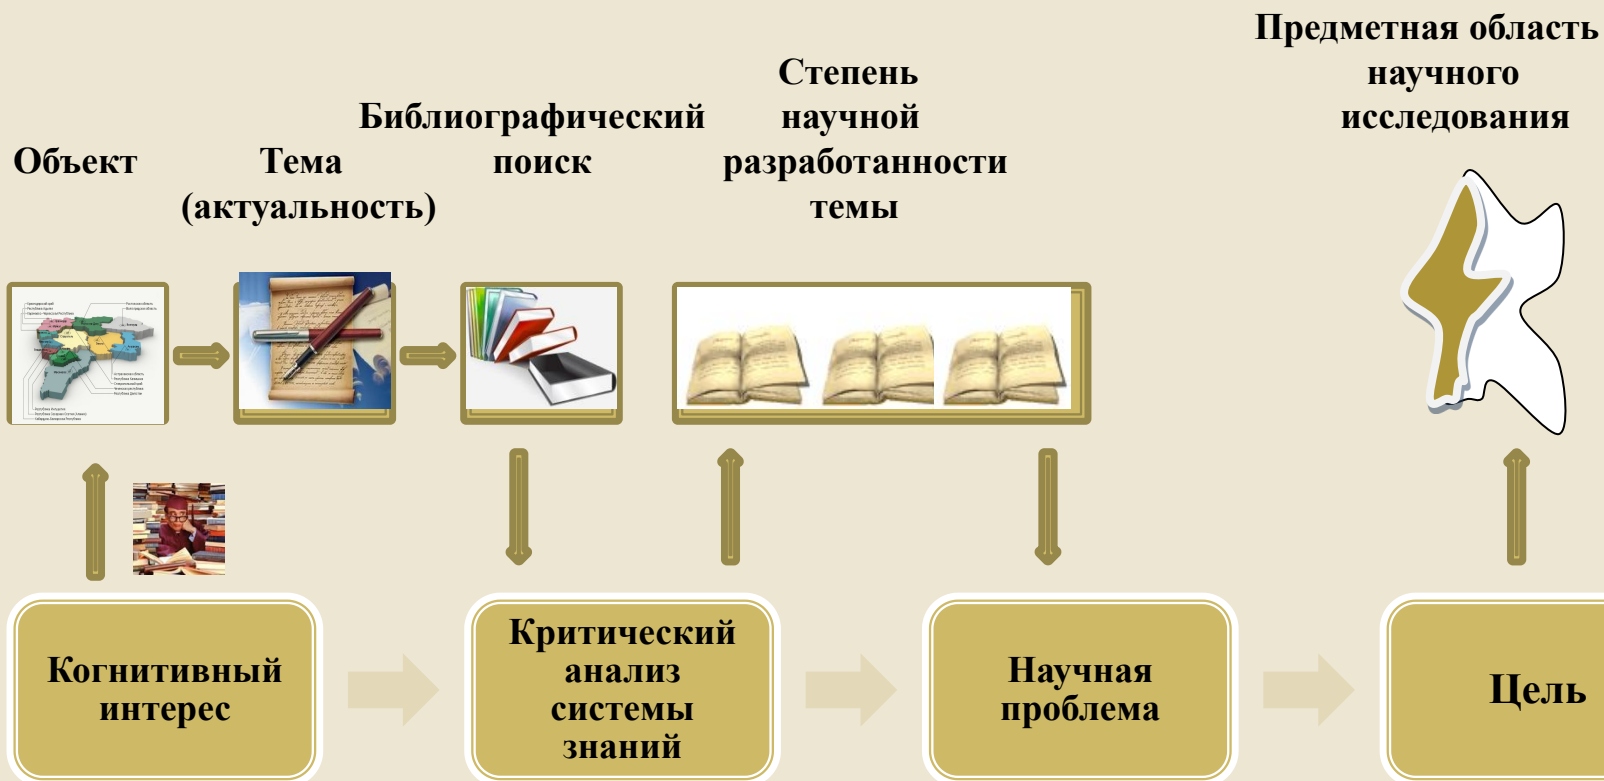 Предметная область
научного
исследования
Степень
научной
разработанности
темы
Библиографический
поиск
Объект
Тема
(актуальность)
Когнитивный
интерес
Критический
анализ
системы
знаний
Научная
проблема
Цель